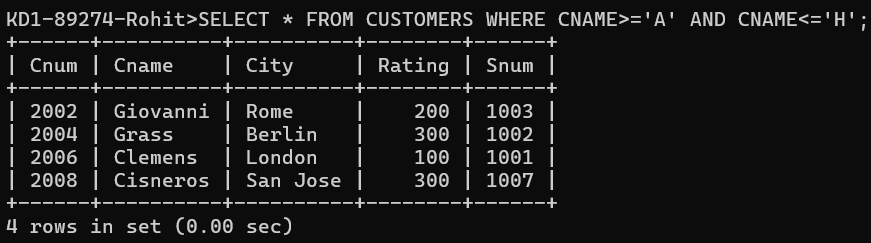 KD1-89274-Rohit>SELECT * FROM CUSTOMERS WHERE CNAME>='A' AND CNAME<='H';
+------+----------+----------+--------+------+
| Cnum | Cname    | City     | Rating | Snum |
+------+----------+----------+--------+------+
| 2002 | Giovanni | Rome     |    200 | 1003 |
| 2004 | Grass    | Berlin   |    300 | 1002 |
| 2006 | Clemens  | London   |    100 | 1001 |
| 2008 | Cisneros | San Jose |    300 | 1007 |
+------+----------+----------+--------+------+
4 rows in set (0.00 sec)